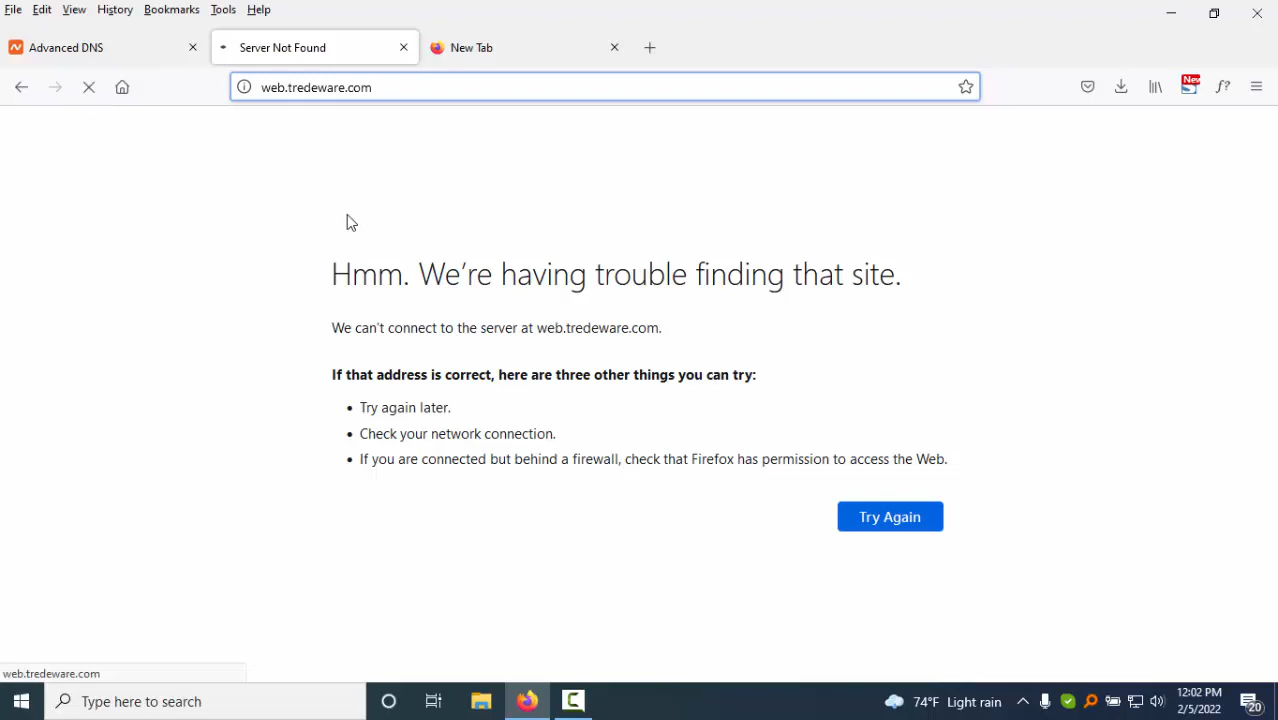 File Edit View History Bookmarks Tools Help
Advanced DNS Server Not Found New Tab
web.tredeware.com
New
f?
Hmm. We’re having trouble finding that site.
We can't connect to the server at web.tredeware.com.
If that address is correct, here are three other things you can try:
Try again later.
Check your network connection.
If you are connected but behind a firewall, check that Firefox has permission to access the Web.
Try Again
web.tredeware.com
Type here to search
74°F Light rain
12:02 PM
2/5/2022
20